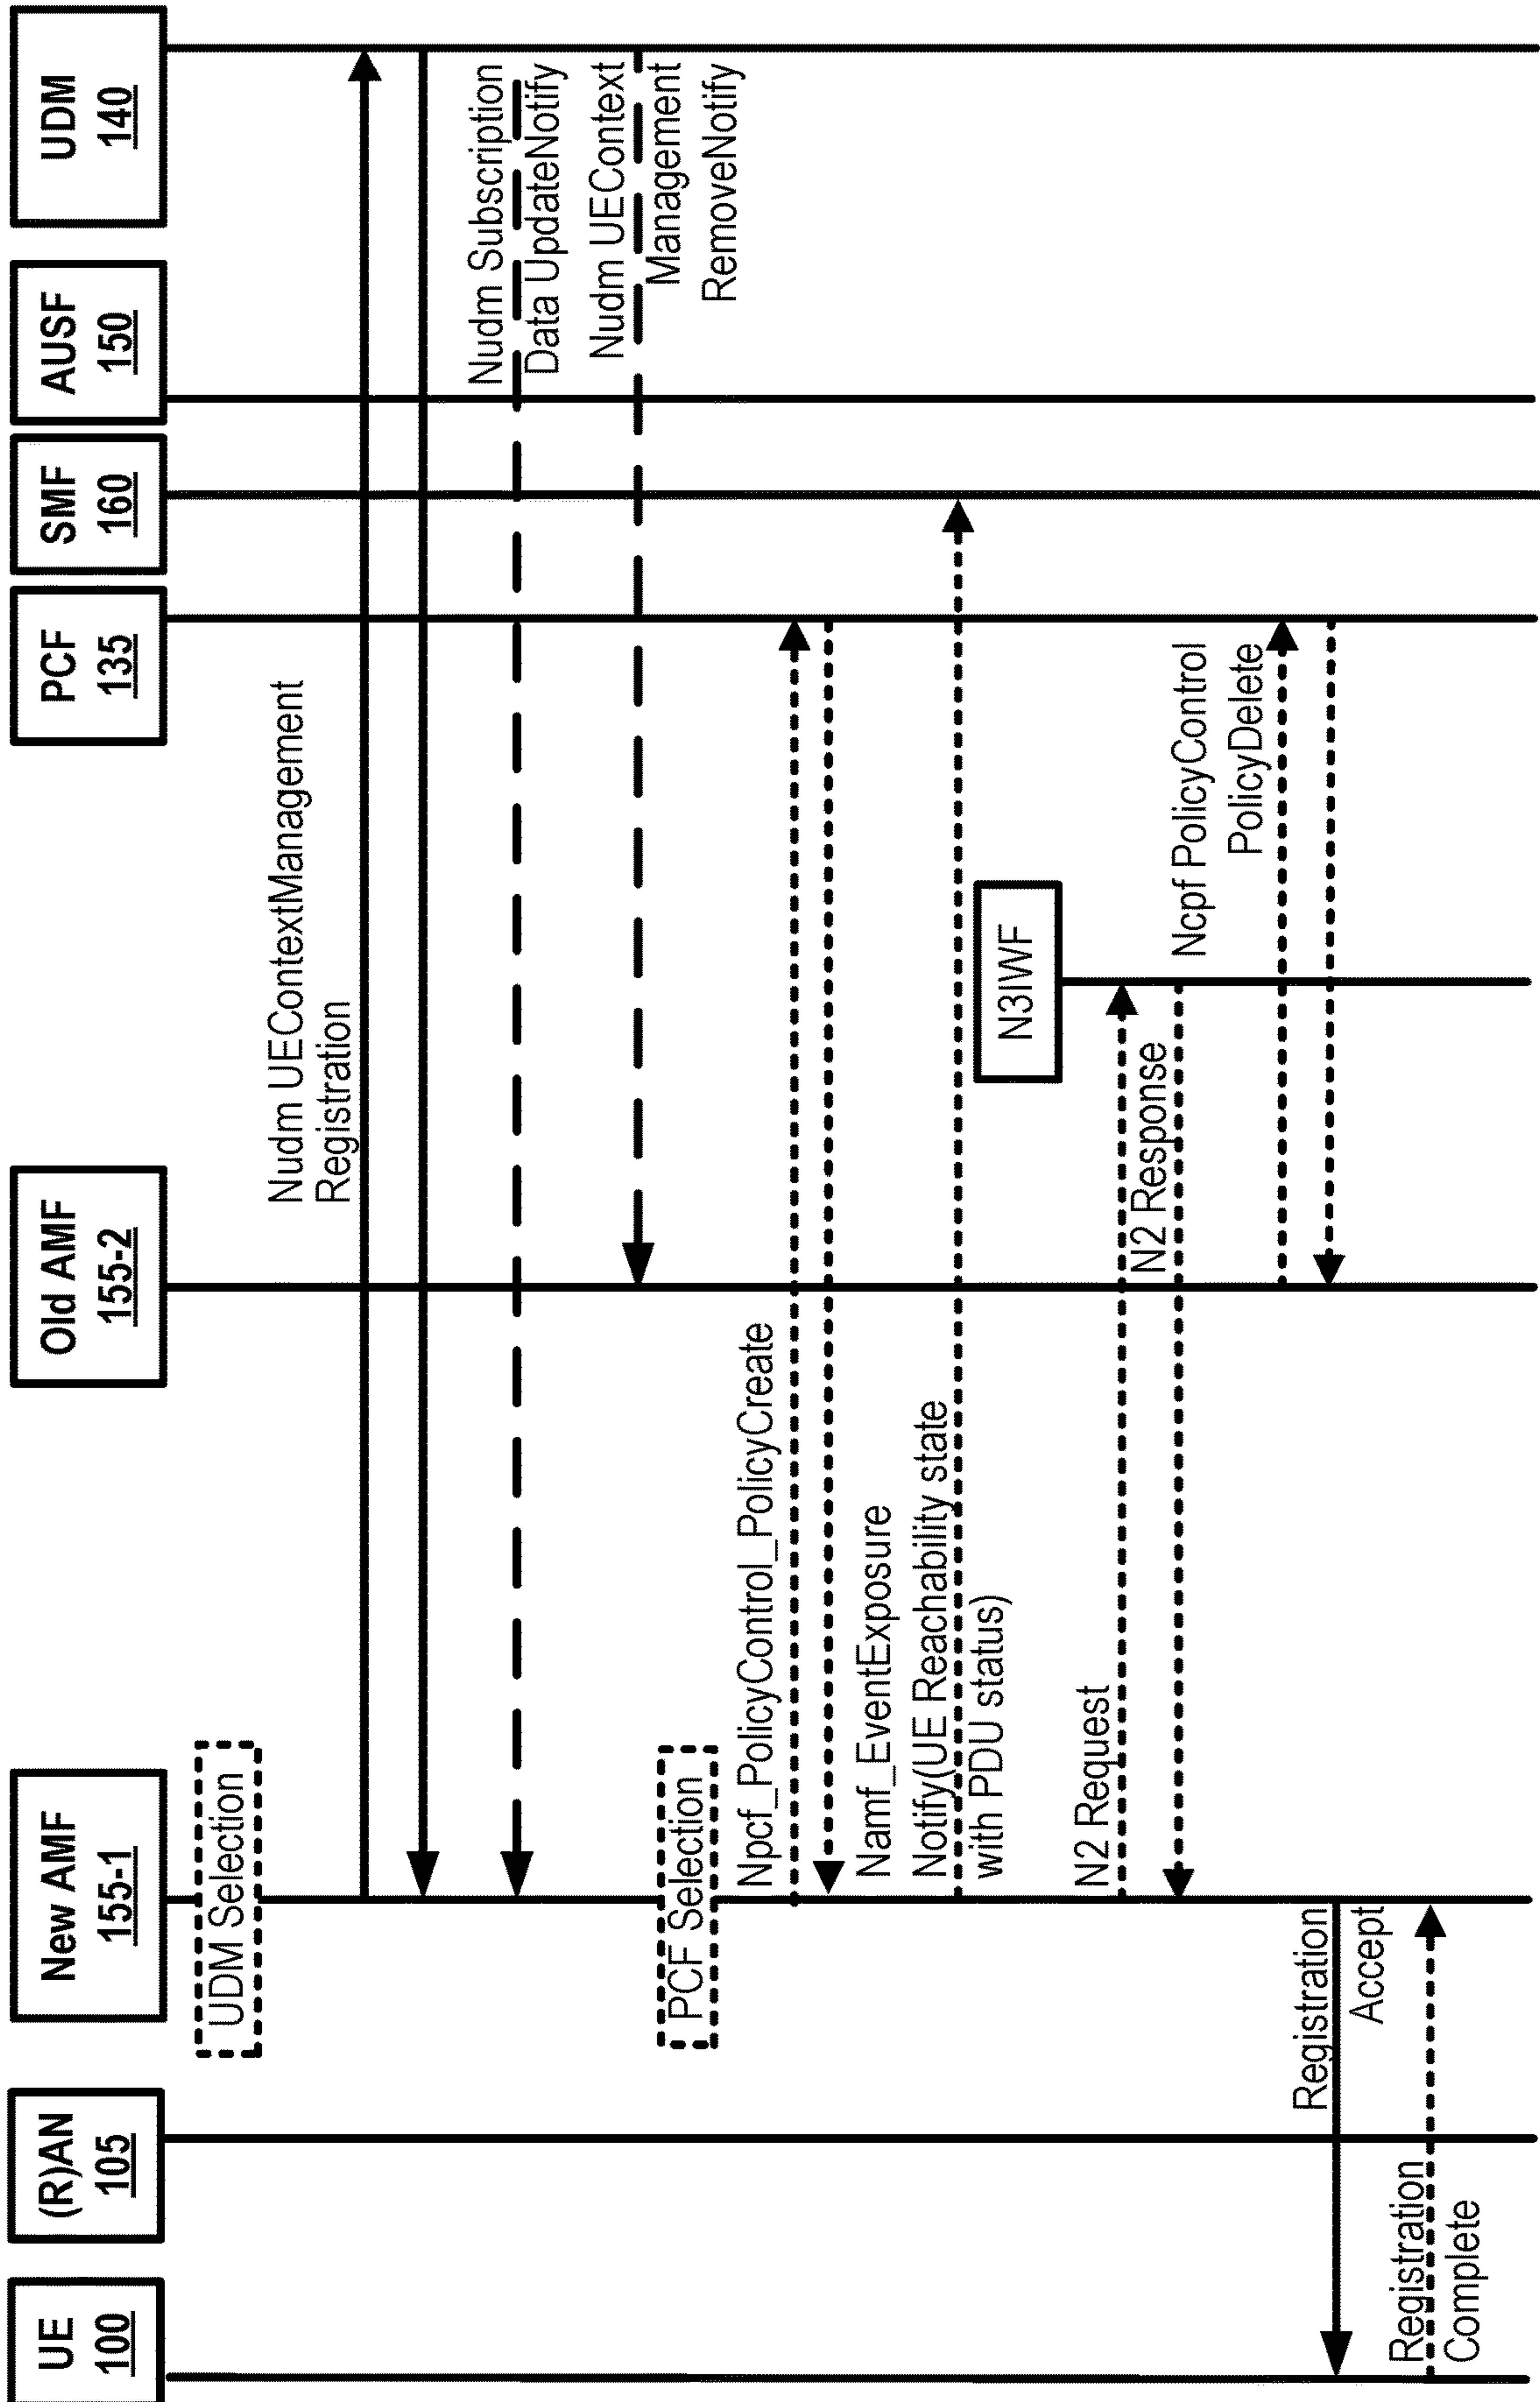 UE
100
(R)AN
105
New AMF
155-1
Old AMF
155-2
PCF
135
SMF
160
AUSF
150
UDM
140
UDM Selection
Nudm UEContextManagement
Registration
Nudm Subscription
Data UpdateNotify
Nudm UEContext
Management
RemoveNotify
PCF Selection
Npcf_PolicyControl_PolicyCreate
Namf_EventExposure
Notify(UE Reachability state
with PDU status)
N3IWF
N2 Request
N2 Response
Ncpf PolicyControl
PolicyDelete
Registration
Accept
Registration
Complete